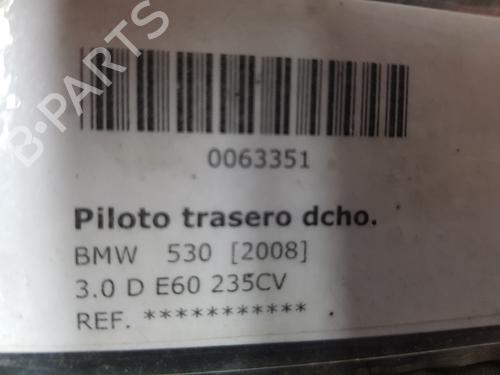 B-PARTS
0063351
Piloto trasero dcho.
BMW 530 [2008]
3.0 D E60 235CV
REF. ***********